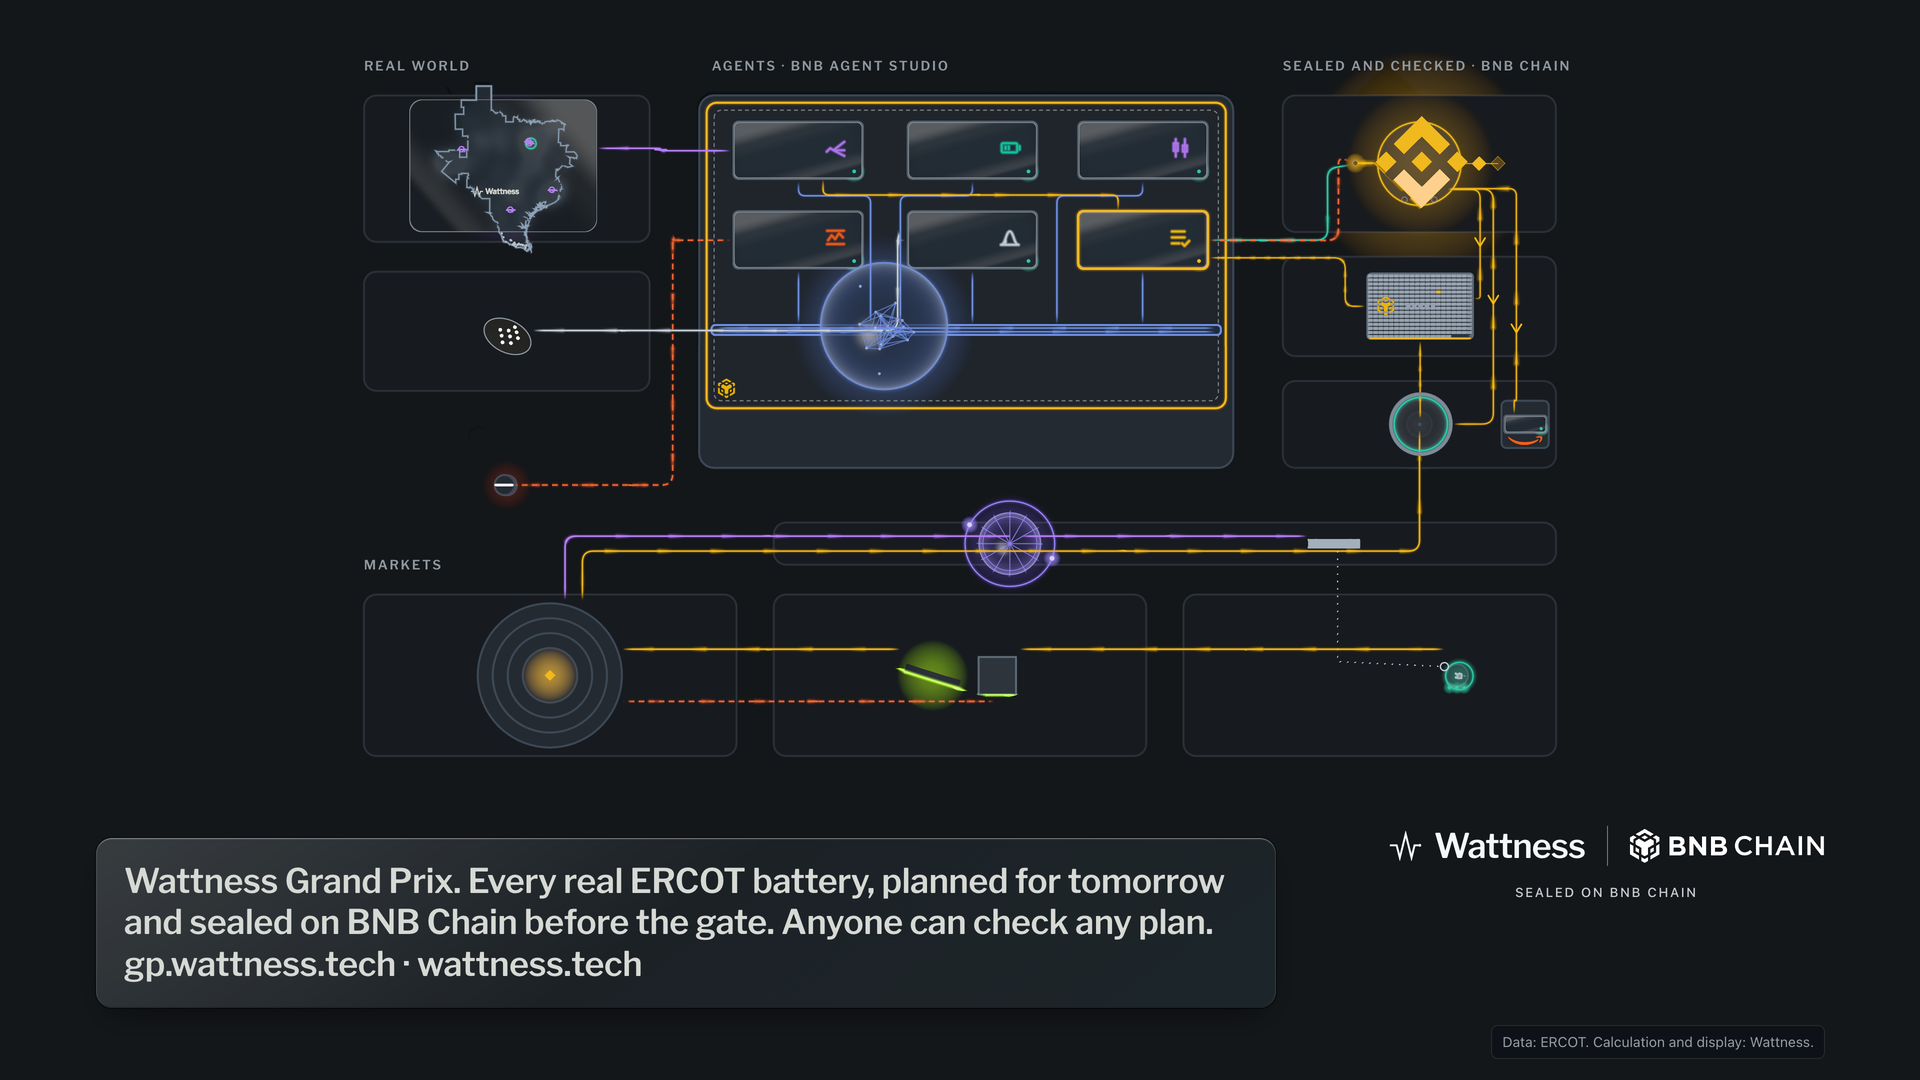 REAL WORLD
AGENTS · BNB AGENT STUDIO
SEALED AND CHECKED · BNB CHAIN
Wattness
MARKETS
Wattness Grand Prix. Every real ERCOT battery, planned for tomorrow
and sealed on BNB Chain before the gate. Anyone can check any plan.
gp.wattness.tech · wattness.tech
Wattness
BNB CHAIN
SEALED ON BNB CHAIN
Data: ERCOT. Calculation and display: Wattness.